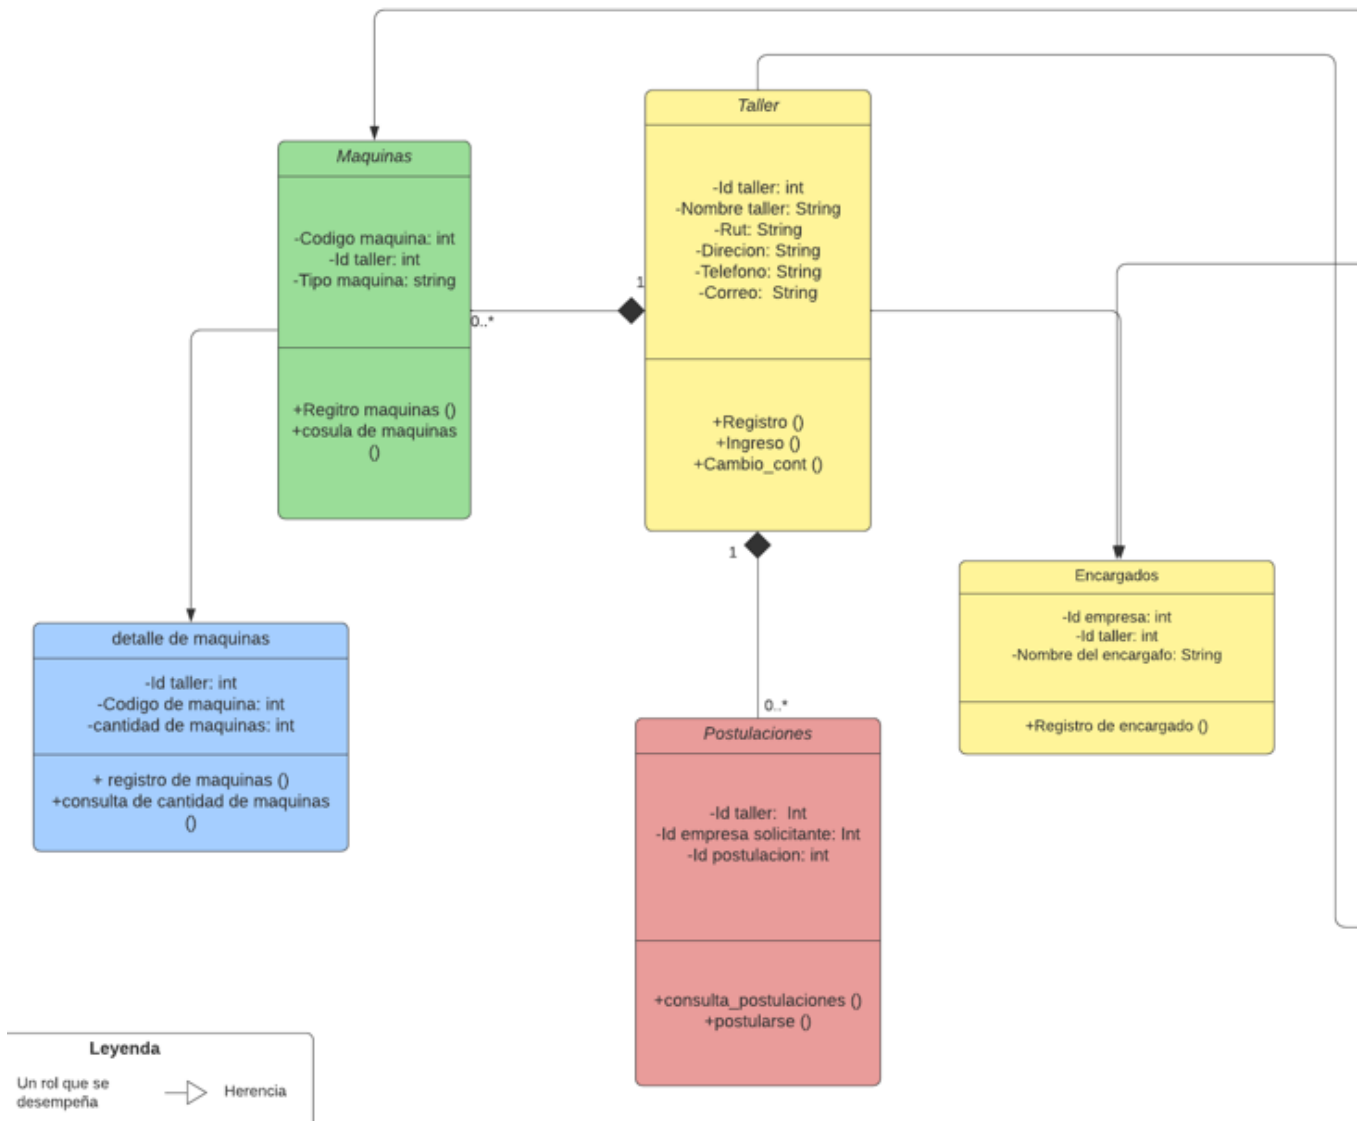 Maquinas
-Codigo maquina: int
-Id taller: int
-Tipo maquina: string
+Regitro maquinas ()
+cosula de maquinas
()
0..*
1
Taller
-Id taller: int
-Nombre taller: String
-Rut: String
-Direcion: String
-Telefono: String
-Correo:  String
+Registro ()
+Ingreso ()
+Cambio_cont ()
1
0..*
detalle de maquinas
-Id taller: int
-Codigo de maquina: int
-cantidad de maquinas: int
+ registro de maquinas ()
+consulta de cantidad de maquinas
()
Postulaciones
-Id taller:  Int
-Id empresa solicitante: Int
-Id postulacion: int
+consulta_postulaciones ()
+postularse ()
Encargados
-Id empresa: int
-Id taller: int
-Nombre del encargafo: String
+Registro de encargado ()
Leyenda
Un rol que se
desempeña
Herencia